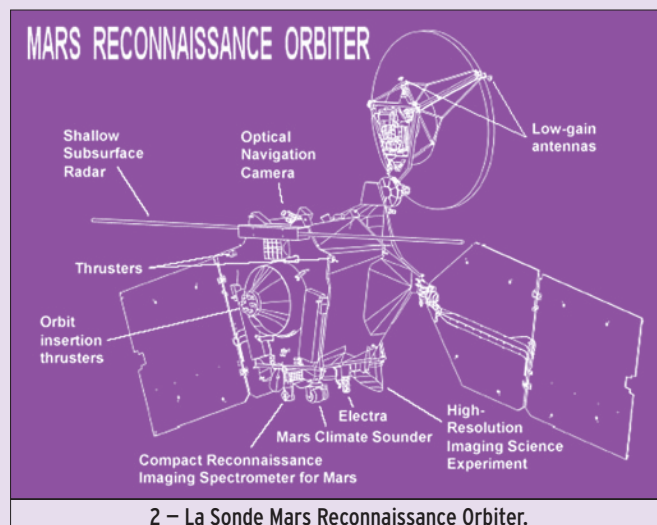 MARS RECONNAISSANCE ORBITER
Shallow
Subsurface
Radar
Optical
Navigation
Camera
Low-gain
antennas
Thrusters
Orbit
insertion
thrusters
Electra
Mars Climate Sounder
Compact Reconnaissance
Imaging Spectrometer for Mars
High-
Resolution
Imaging Science
Experiment
2 – La Sonde Mars Reconnaissance Orbiter.